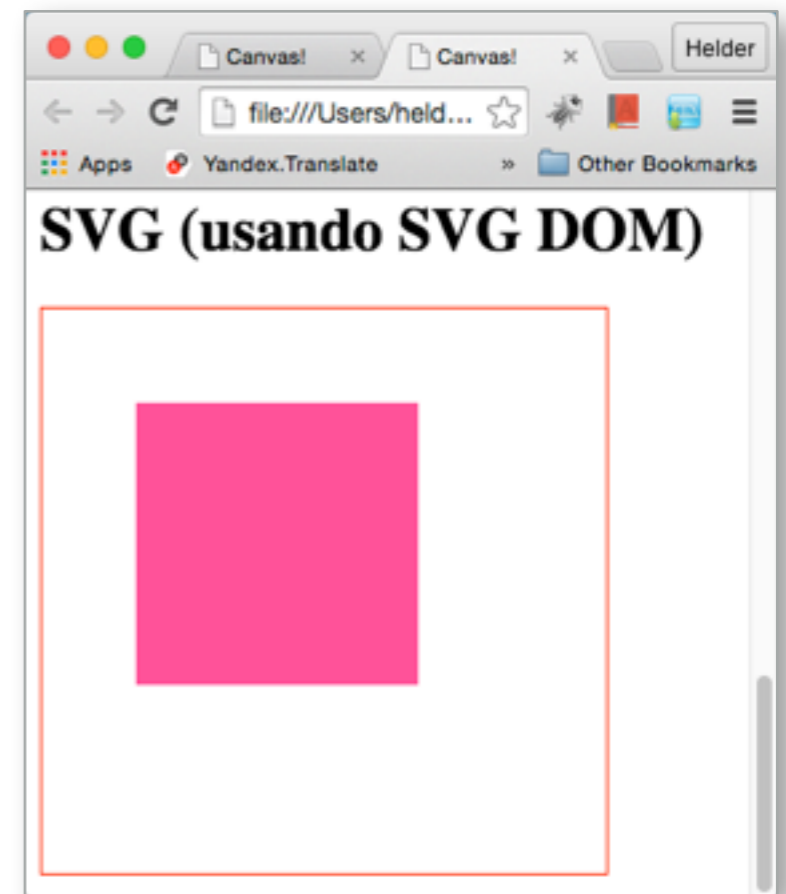 Canvas! Canvas! Helder
file:///Users/held...
Apps Yandex.Translate » Other Bookmarks
SVG (usando SVG DOM)